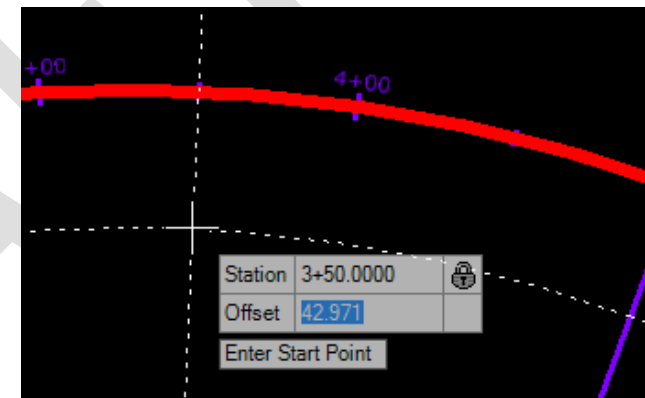 +00
4+00
Station 3+50.0000
Offset 42.971
Enter Start Point